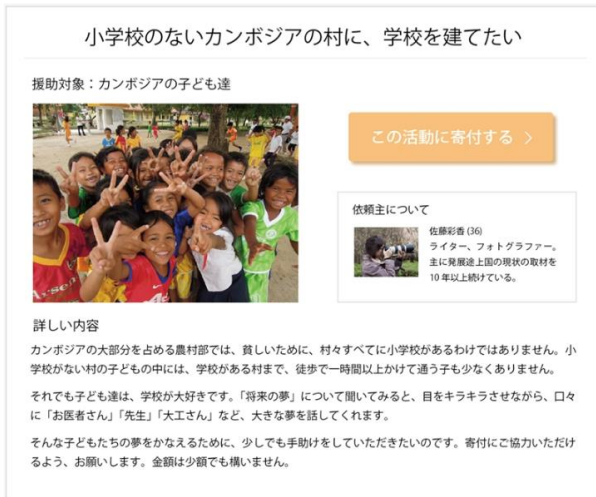 小学校のないカンボジアの村に、学校を建てたい
援助対象：カンボジアの子ども達
この活動に寄付する
依頼主について
佐藤彩香 (36)
ライター、フォトグラファー。
主に発展途上国の現状の取材を
10 年以上続けている。
詳しい内容
カンボジアの大部分を占める農村部では、貧しいために、村々すべてに小学校があるわけではありません。小
学校がない村の子どもの中には、学校がある村まで、徒歩で一時間以上かけて通う子も少なくありません。
それでも子ども達は、学校が大好きです。「将来の夢」について聞いてみると、目をキラキラさせながら、口々
に「お医者さん」「先生」「大工さん」など、大きな夢を話してくれます。
そんな子どもたちの夢をかなえるために、少しでも手助けをしていただきたいのです。寄付にご協力いただけ
るよう、お願いします。金額は少額でも構いません。